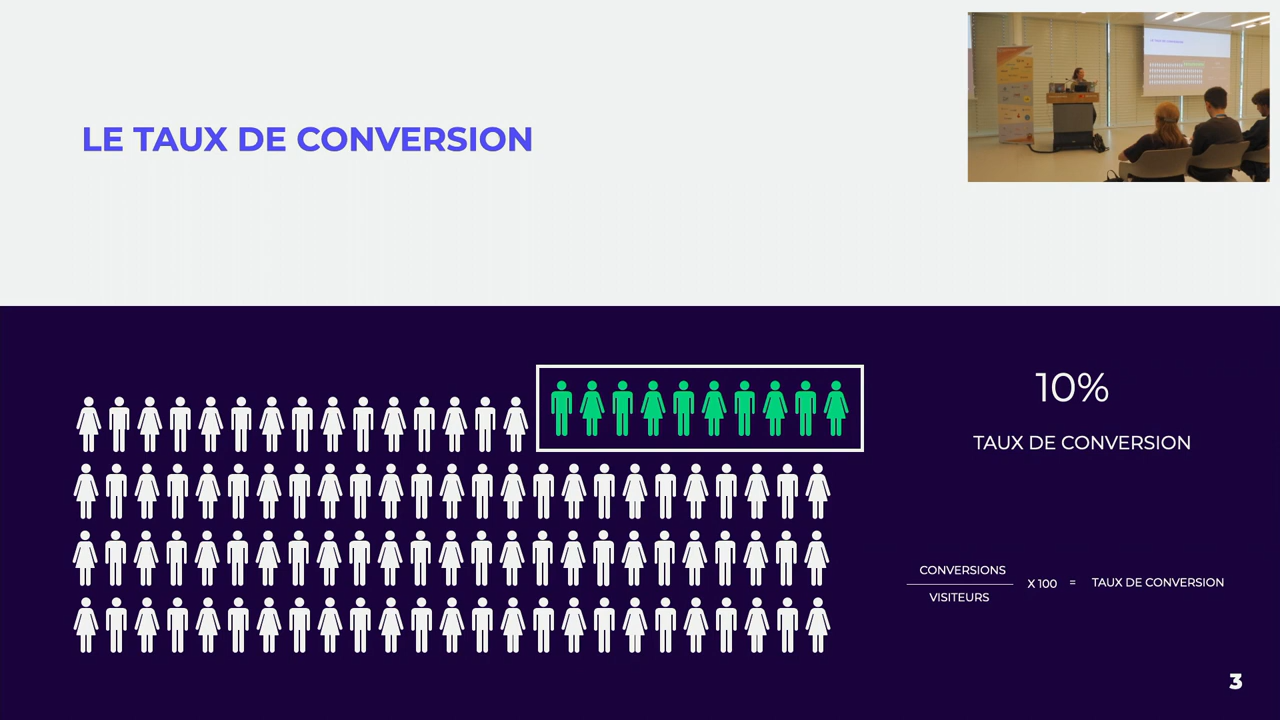 LE TAUX DE CONVERSION
10%
TAUX DE CONVERSION
CONVERSIONS
VISITEURS
X 100 = TAUX DE CONVERSION
3